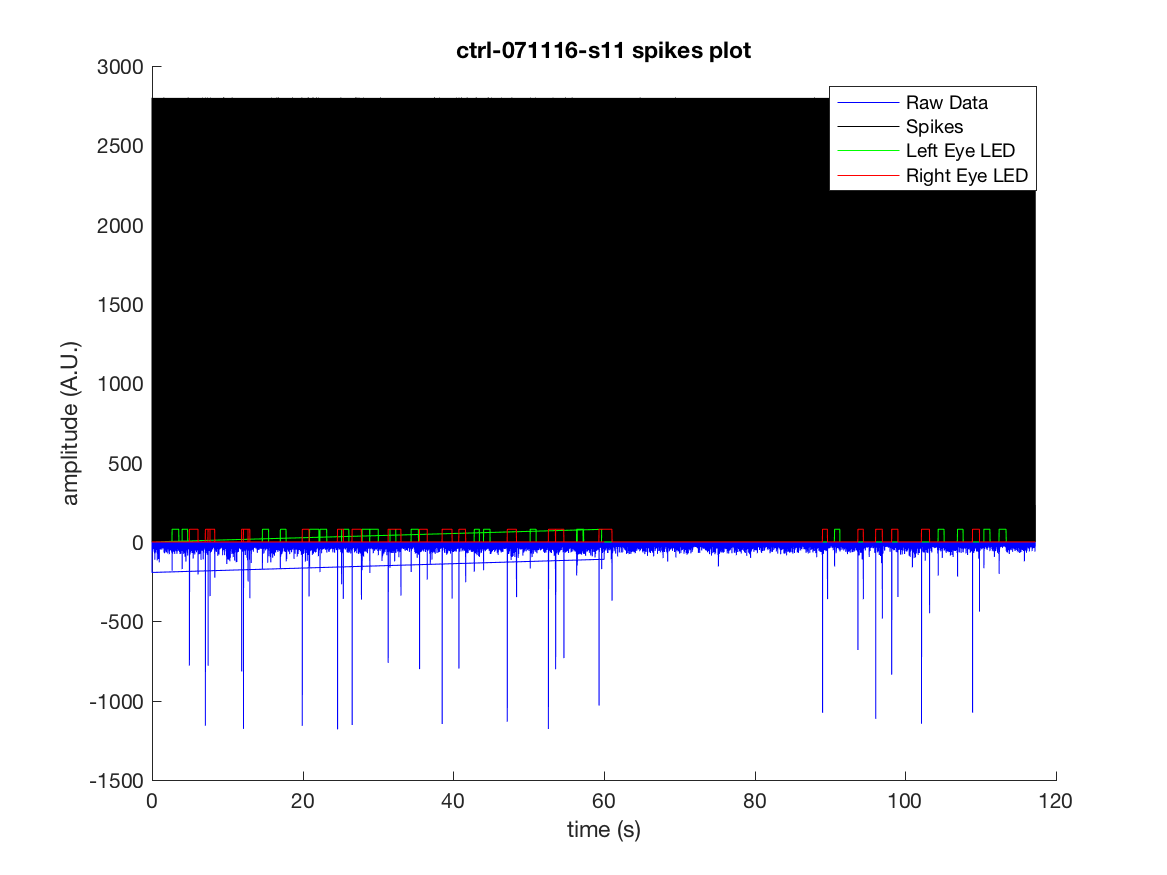 ctrl-071116-s11 spikes plot
3000
2500
2000
1500
1000
500
0
-500
-1000
-1500
amplitude (A.U.)
Raw Data
Spikes
Left Eye LED
Right Eye LED
0 20 40 60 80 100 120
time (s)